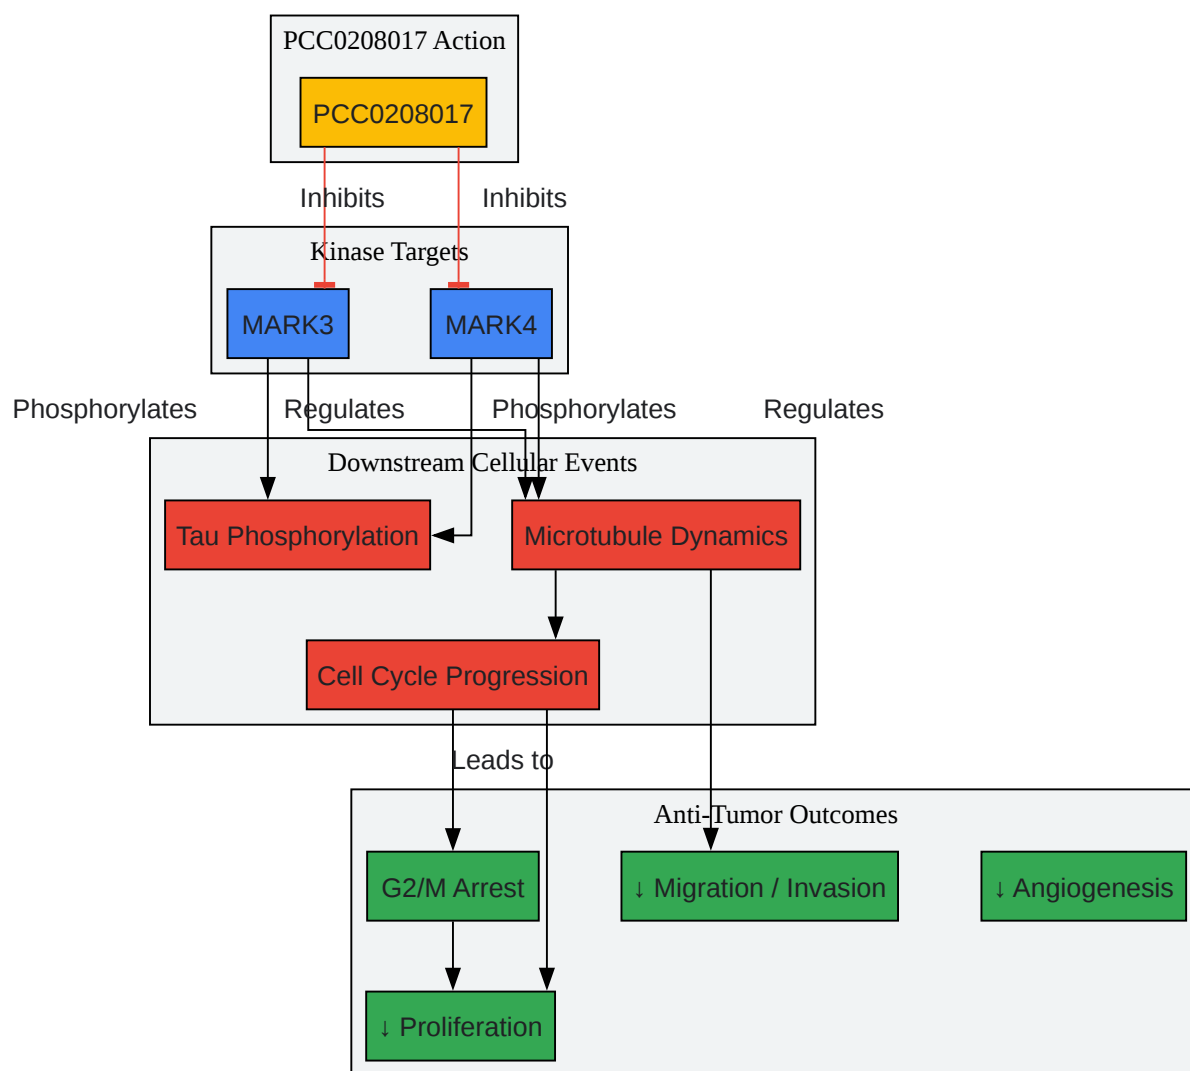 PCC0208017 Action
PCC0208017
Inhibits
Inhibits
Kinase Targets
MARK3
MARK4
Phosphorylates
Regulates
Phosphorylates
Regulates
Downstream Cellular Events
Tau Phosphorylation
Microtubule Dynamics
Cell Cycle Progression
Leads to
Anti-Tumor Outcomes
G2/M Arrest
↓ Migration / Invasion
↓ Angiogenesis
↓ Proliferation